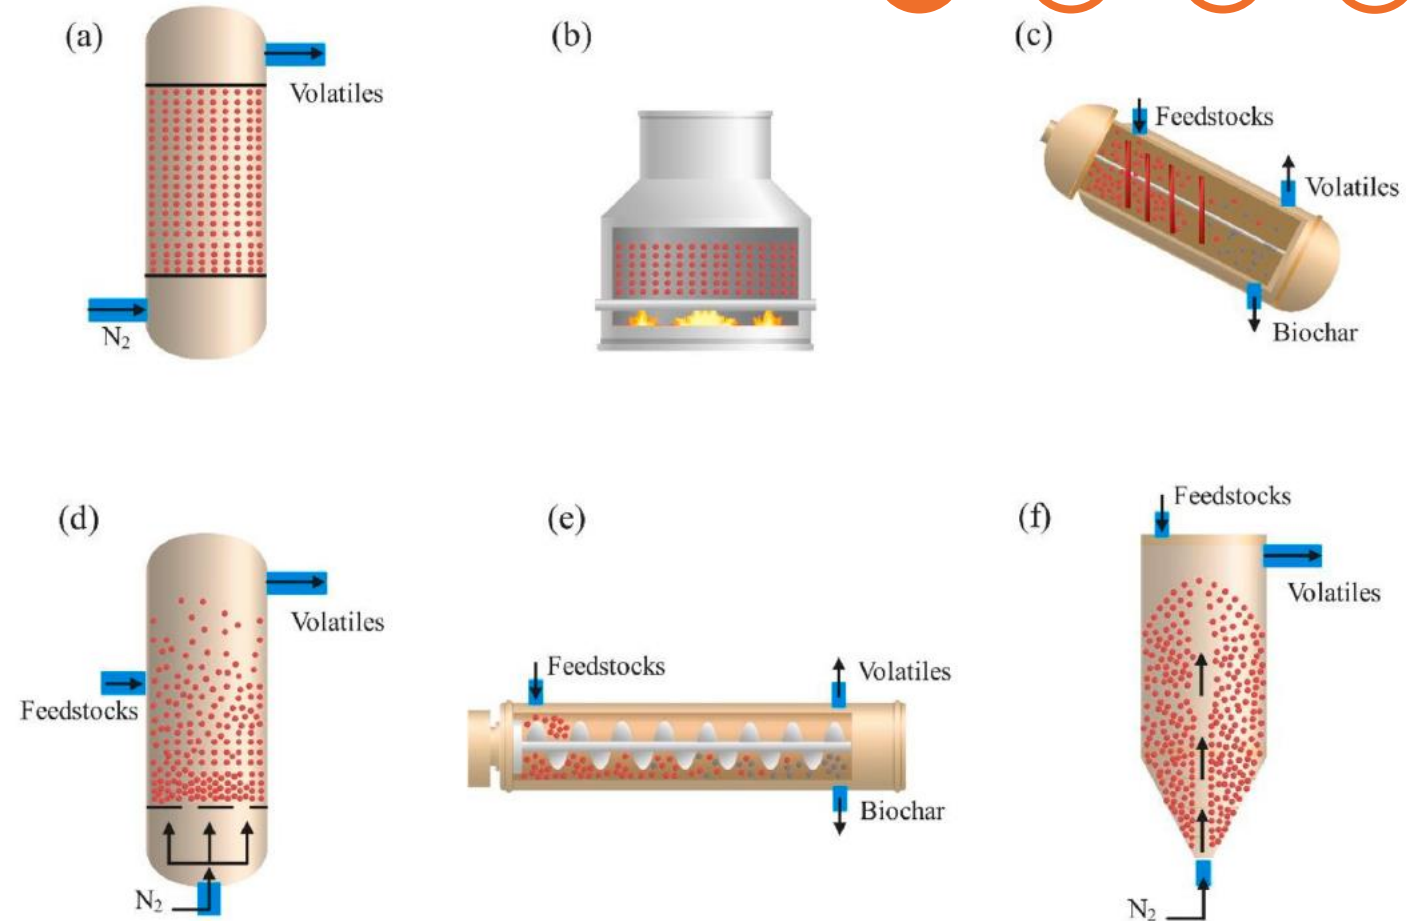 (a)
Volatiles
N₂
(b)
(c)
Feedstocks
Volatiles
Biochar
(d)
Volatiles
Feedstocks
N₂
(e)
Feedstocks
Volatiles
Biochar
(f)
Feedstocks
Volatiles
N₂